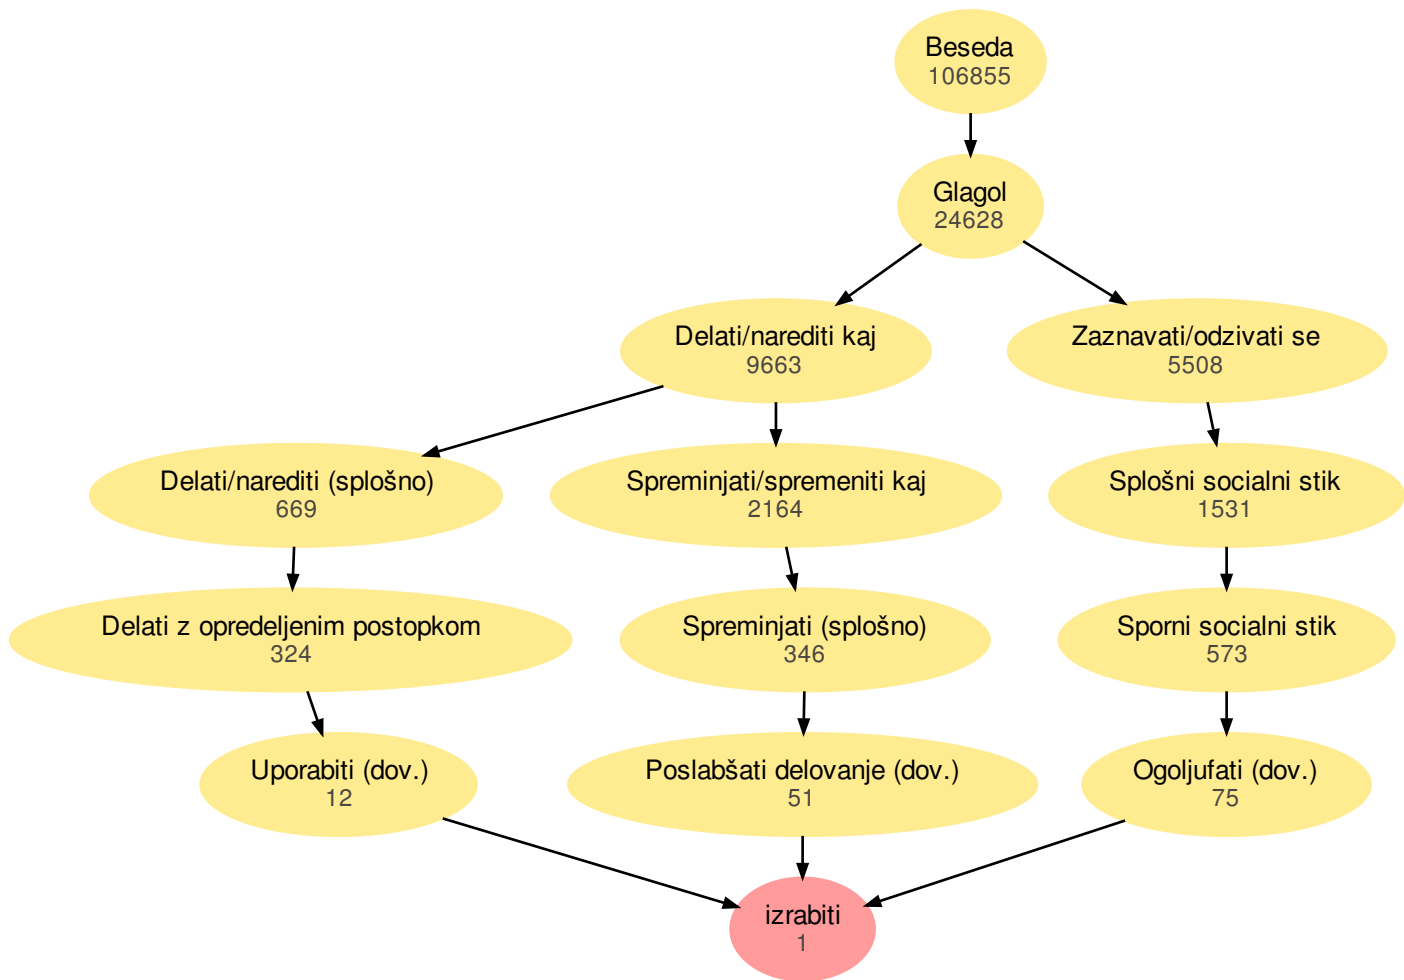 Beseda
106855
Glagol
24628
Delati/narediti kaj
9663
Zaznavati/odzivati se
5508
Delati/narediti (splošno)
669
Spreminjati/spremeniti kaj
2164
Splošni socialni stik
1531
Delati z opredeljenim postopkom
324
Spreminjati (splošno)
346
Sporni socialni stik
573
Uporabiti (dov.)
12
Poslabšati delovanje (dov.)
51
Ogoljufati (dov.)
75
izrabiti
1